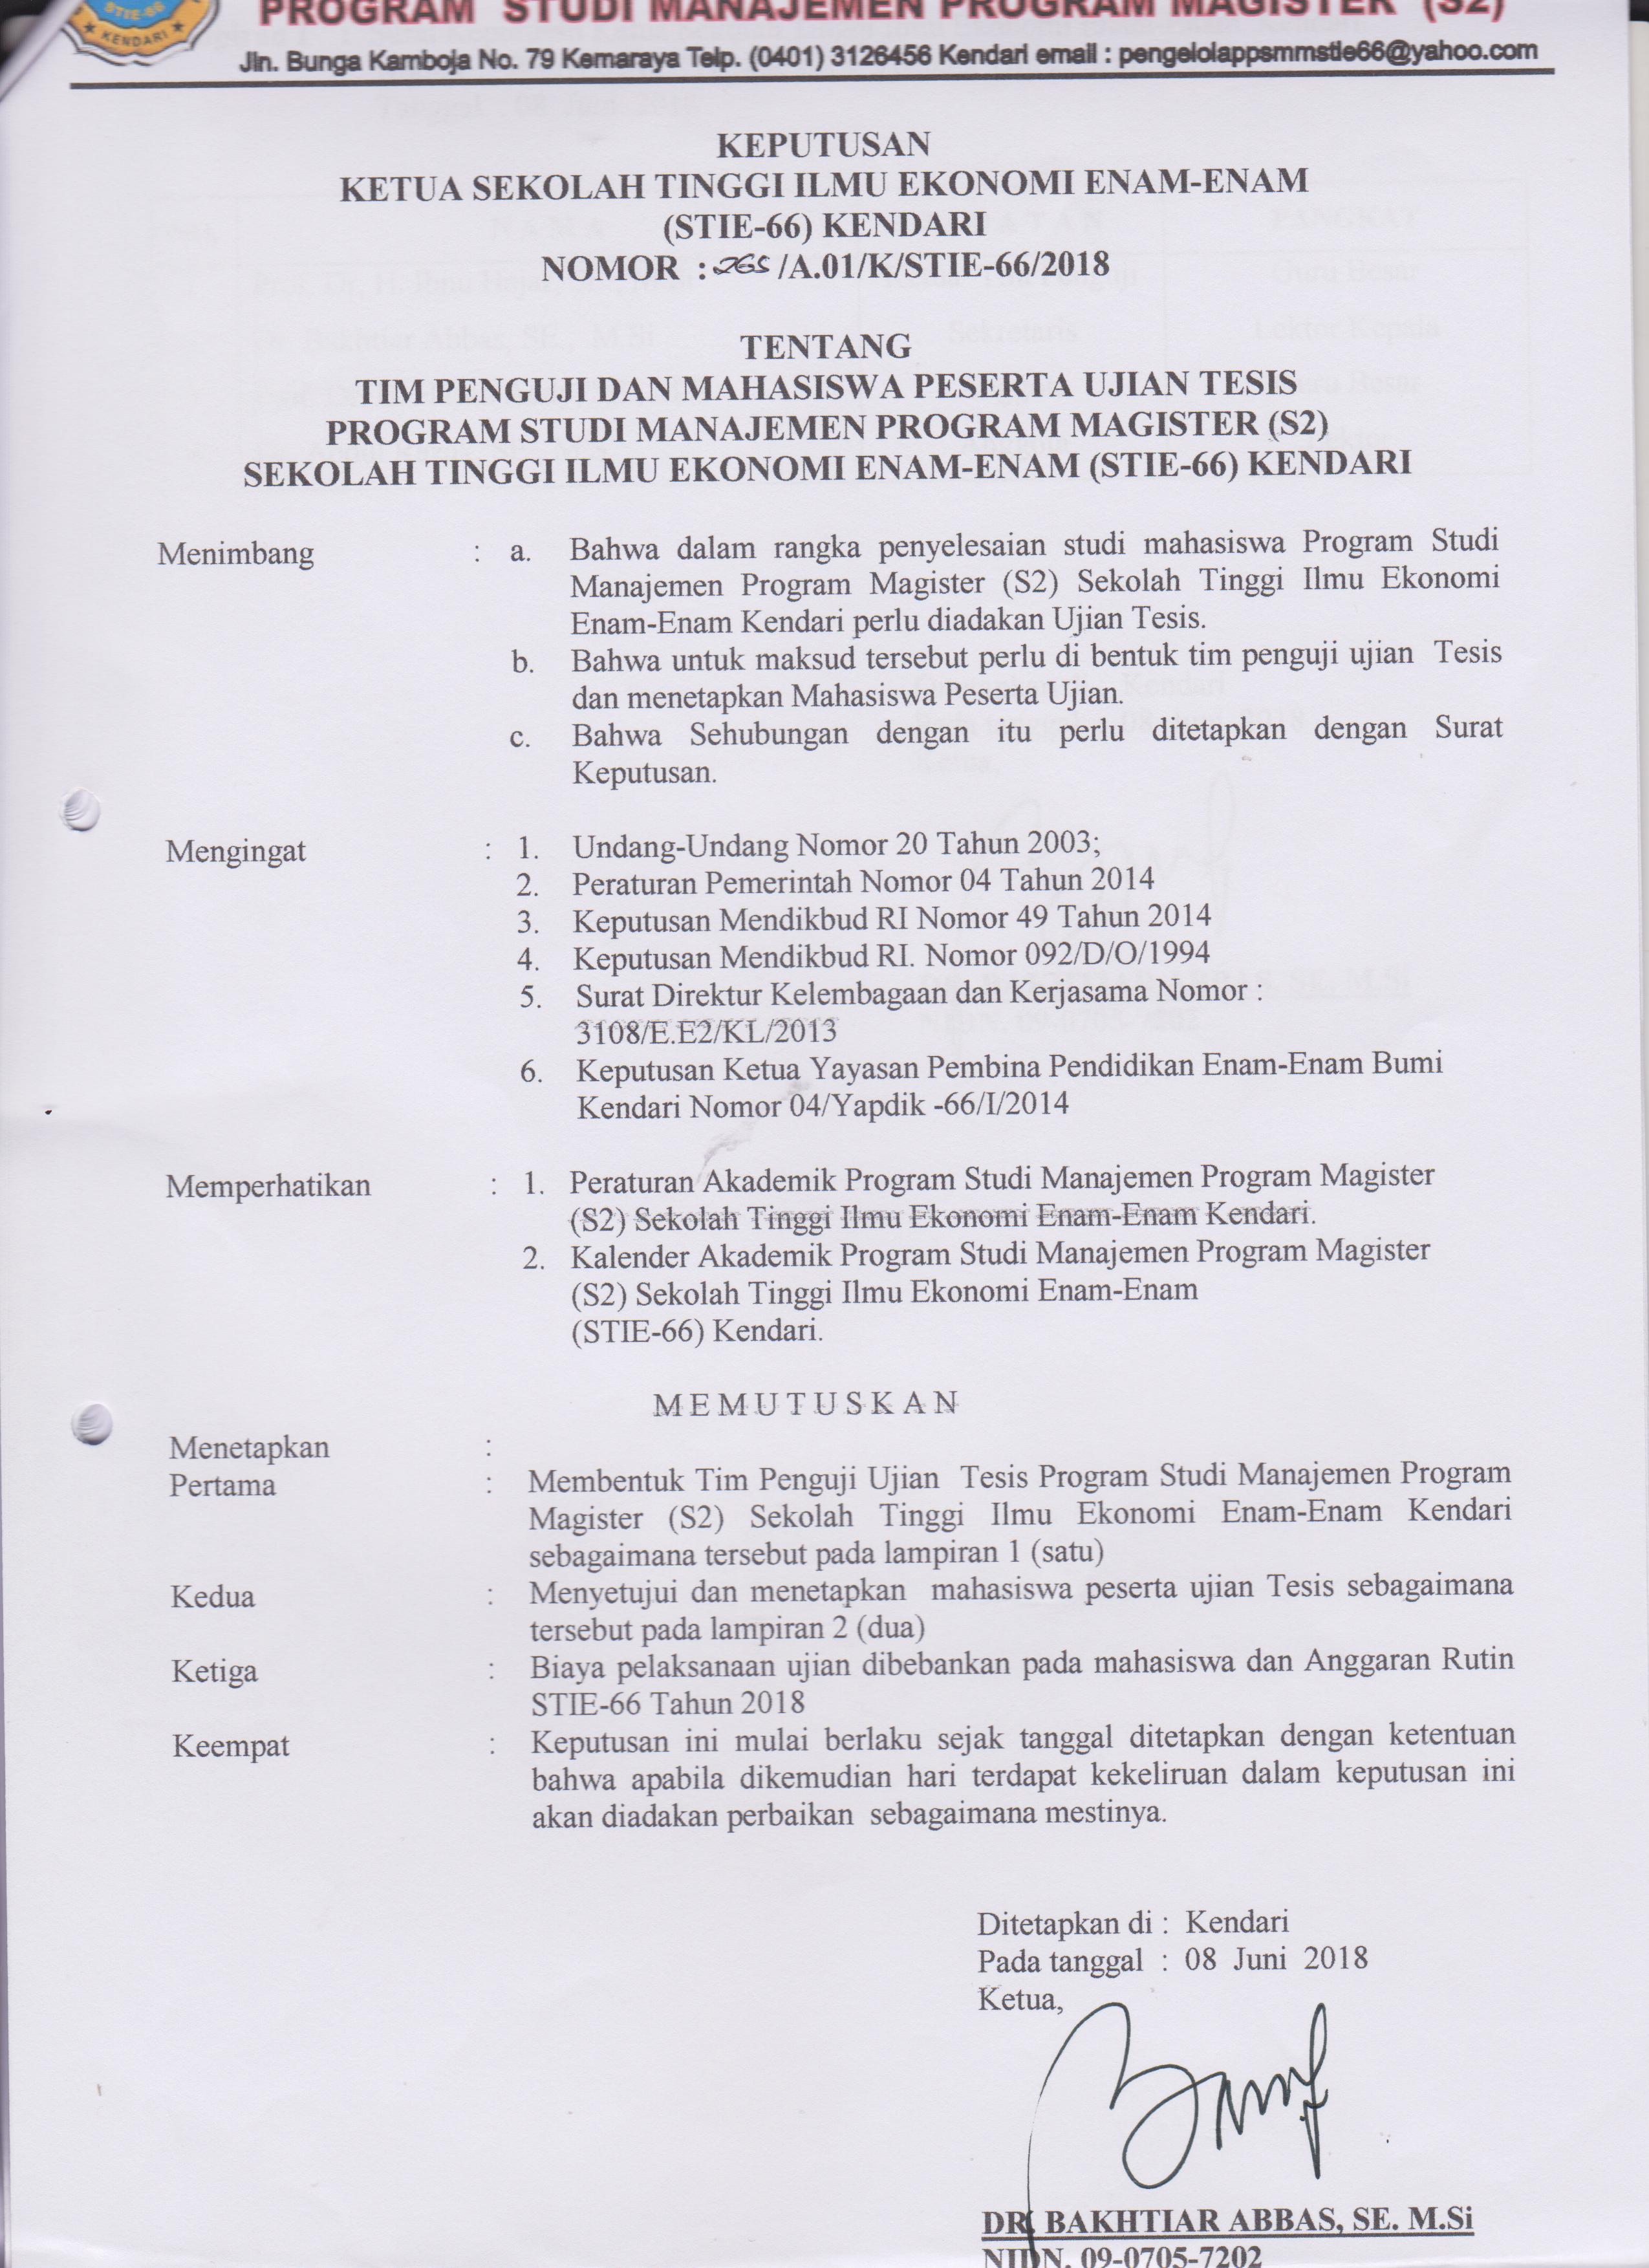 STIE-66
KENDARI
PROGRAM STUDI MANAJEMEN PROGRAM MAGISTER (S2)
Jln. Bunga Kamboja No. 79 Kemaraya Telp. (0401) 3126456 Kendari email : pengelolappsmmstie66@yahoo.com
KEPUTUSAN
KETUA SEKOLAH TINGGI ILMU EKONOMI ENAM-ENAM
(STIE-66) KENDARI
NOMOR : 265 /A.01/K/STIE-66/2018
TENTANG
TIM PENGUJI DAN MAHASISWA PESERTA UJIAN TESIS
PROGRAM STUDI MANAJEMEN PROGRAM MAGISTER (S2)
SEKOLAH TINGGI ILMU EKONOMI ENAM-ENAM (STIE-66) KENDARI
Menimbang : a. Bahwa dalam rangka penyelesaian studi mahasiswa Program Studi
Manajemen Program Magister (S2) Sekolah Tinggi Ilmu Ekonomi
Enam-Enam Kendari perlu diadakan Ujian Tesis.
b. Bahwa untuk maksud tersebut perlu di bentuk tim penguji ujian Tesis
dan menetapkan Mahasiswa Peserta Ujian.
c. Bahwa Sehubungan dengan itu perlu ditetapkan dengan Surat
Keputusan.
Mengingat : 1. Undang-Undang Nomor 20 Tahun 2003;
2. Peraturan Pemerintah Nomor 04 Tahun 2014
3. Keputusan Mendikbud RI Nomor 49 Tahun 2014
4. Keputusan Mendikbud RI. Nomor 092/D/O/1994
5. Surat Direktur Kelembagaan dan Kerjasama Nomor :
3108/E.E2/KL/2013
6. Keputusan Ketua Yayasan Pembina Pendidikan Enam-Enam Bumi
Kendari Nomor 04/Yapdik -66/I/2014
Memperhatikan : 1. Peraturan Akademik Program Studi Manajemen Program Magister
(S2) Sekolah Tinggi Ilmu Ekonomi Enam-Enam Kendari.
2. Kalender Akademik Program Studi Manajemen Program Magister
(S2) Sekolah Tinggi Ilmu Ekonomi Enam-Enam
(STIE-66) Kendari.
M E M U T U S K A N
Menetapkan :
Pertama : Membentuk Tim Penguji Ujian Tesis Program Studi Manajemen Program
Magister (S2) Sekolah Tinggi Ilmu Ekonomi Enam-Enam Kendari
sebagaimana tersebut pada lampiran 1 (satu)
Kedua : Menyetujui dan menetapkan mahasiswa peserta ujian Tesis sebagaimana
tersebut pada lampiran 2 (dua)
Ketiga : Biaya pelaksanaan ujian dibebankan pada mahasiswa dan Anggaran Rutin
STIE-66 Tahun 2018
Keempat : Keputusan ini mulai berlaku sejak tanggal ditetapkan dengan ketentuan
bahwa apabila dikemudian hari terdapat kekeliruan dalam keputusan ini
akan diadakan perbaikan sebagaimana mestinya.
Ditetapkan di : Kendari
Pada tanggal : 08 Juni 2018
Ketua,
DR. BAKHTIAR ABBAS, SE. M.Si
NIDN. 09-0705-7202